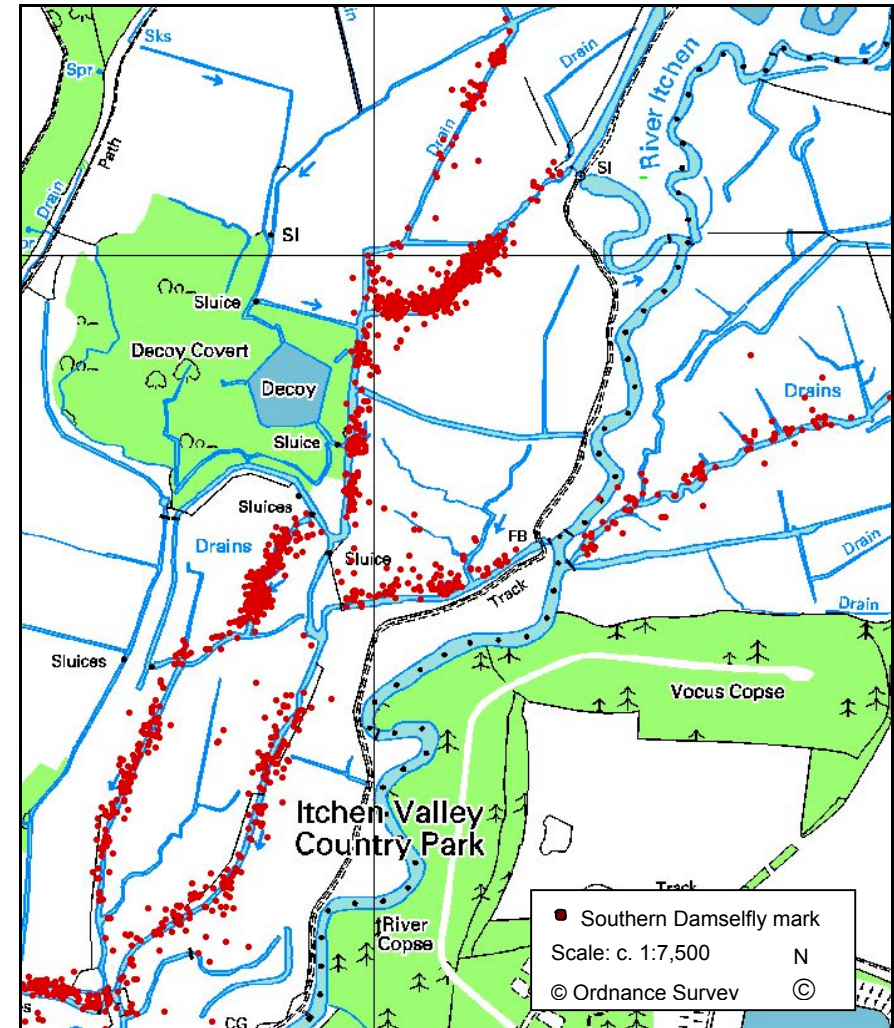 Sks
Spr
Path
Drain
Drain
Drain
River Itchen
SI
SI
Sluice
Decoy Covert
Decoy
Sluice
Drains
Sluices
Drains
FB
Sluice
Drain
Track
Drain
Sluices
Vocus Copse
Itchen Valley
Country Park
Track
River
Copse
CG
Southern Damselfly mark
Scale: c. 1:7,500
N
© Ordnance Survey
©